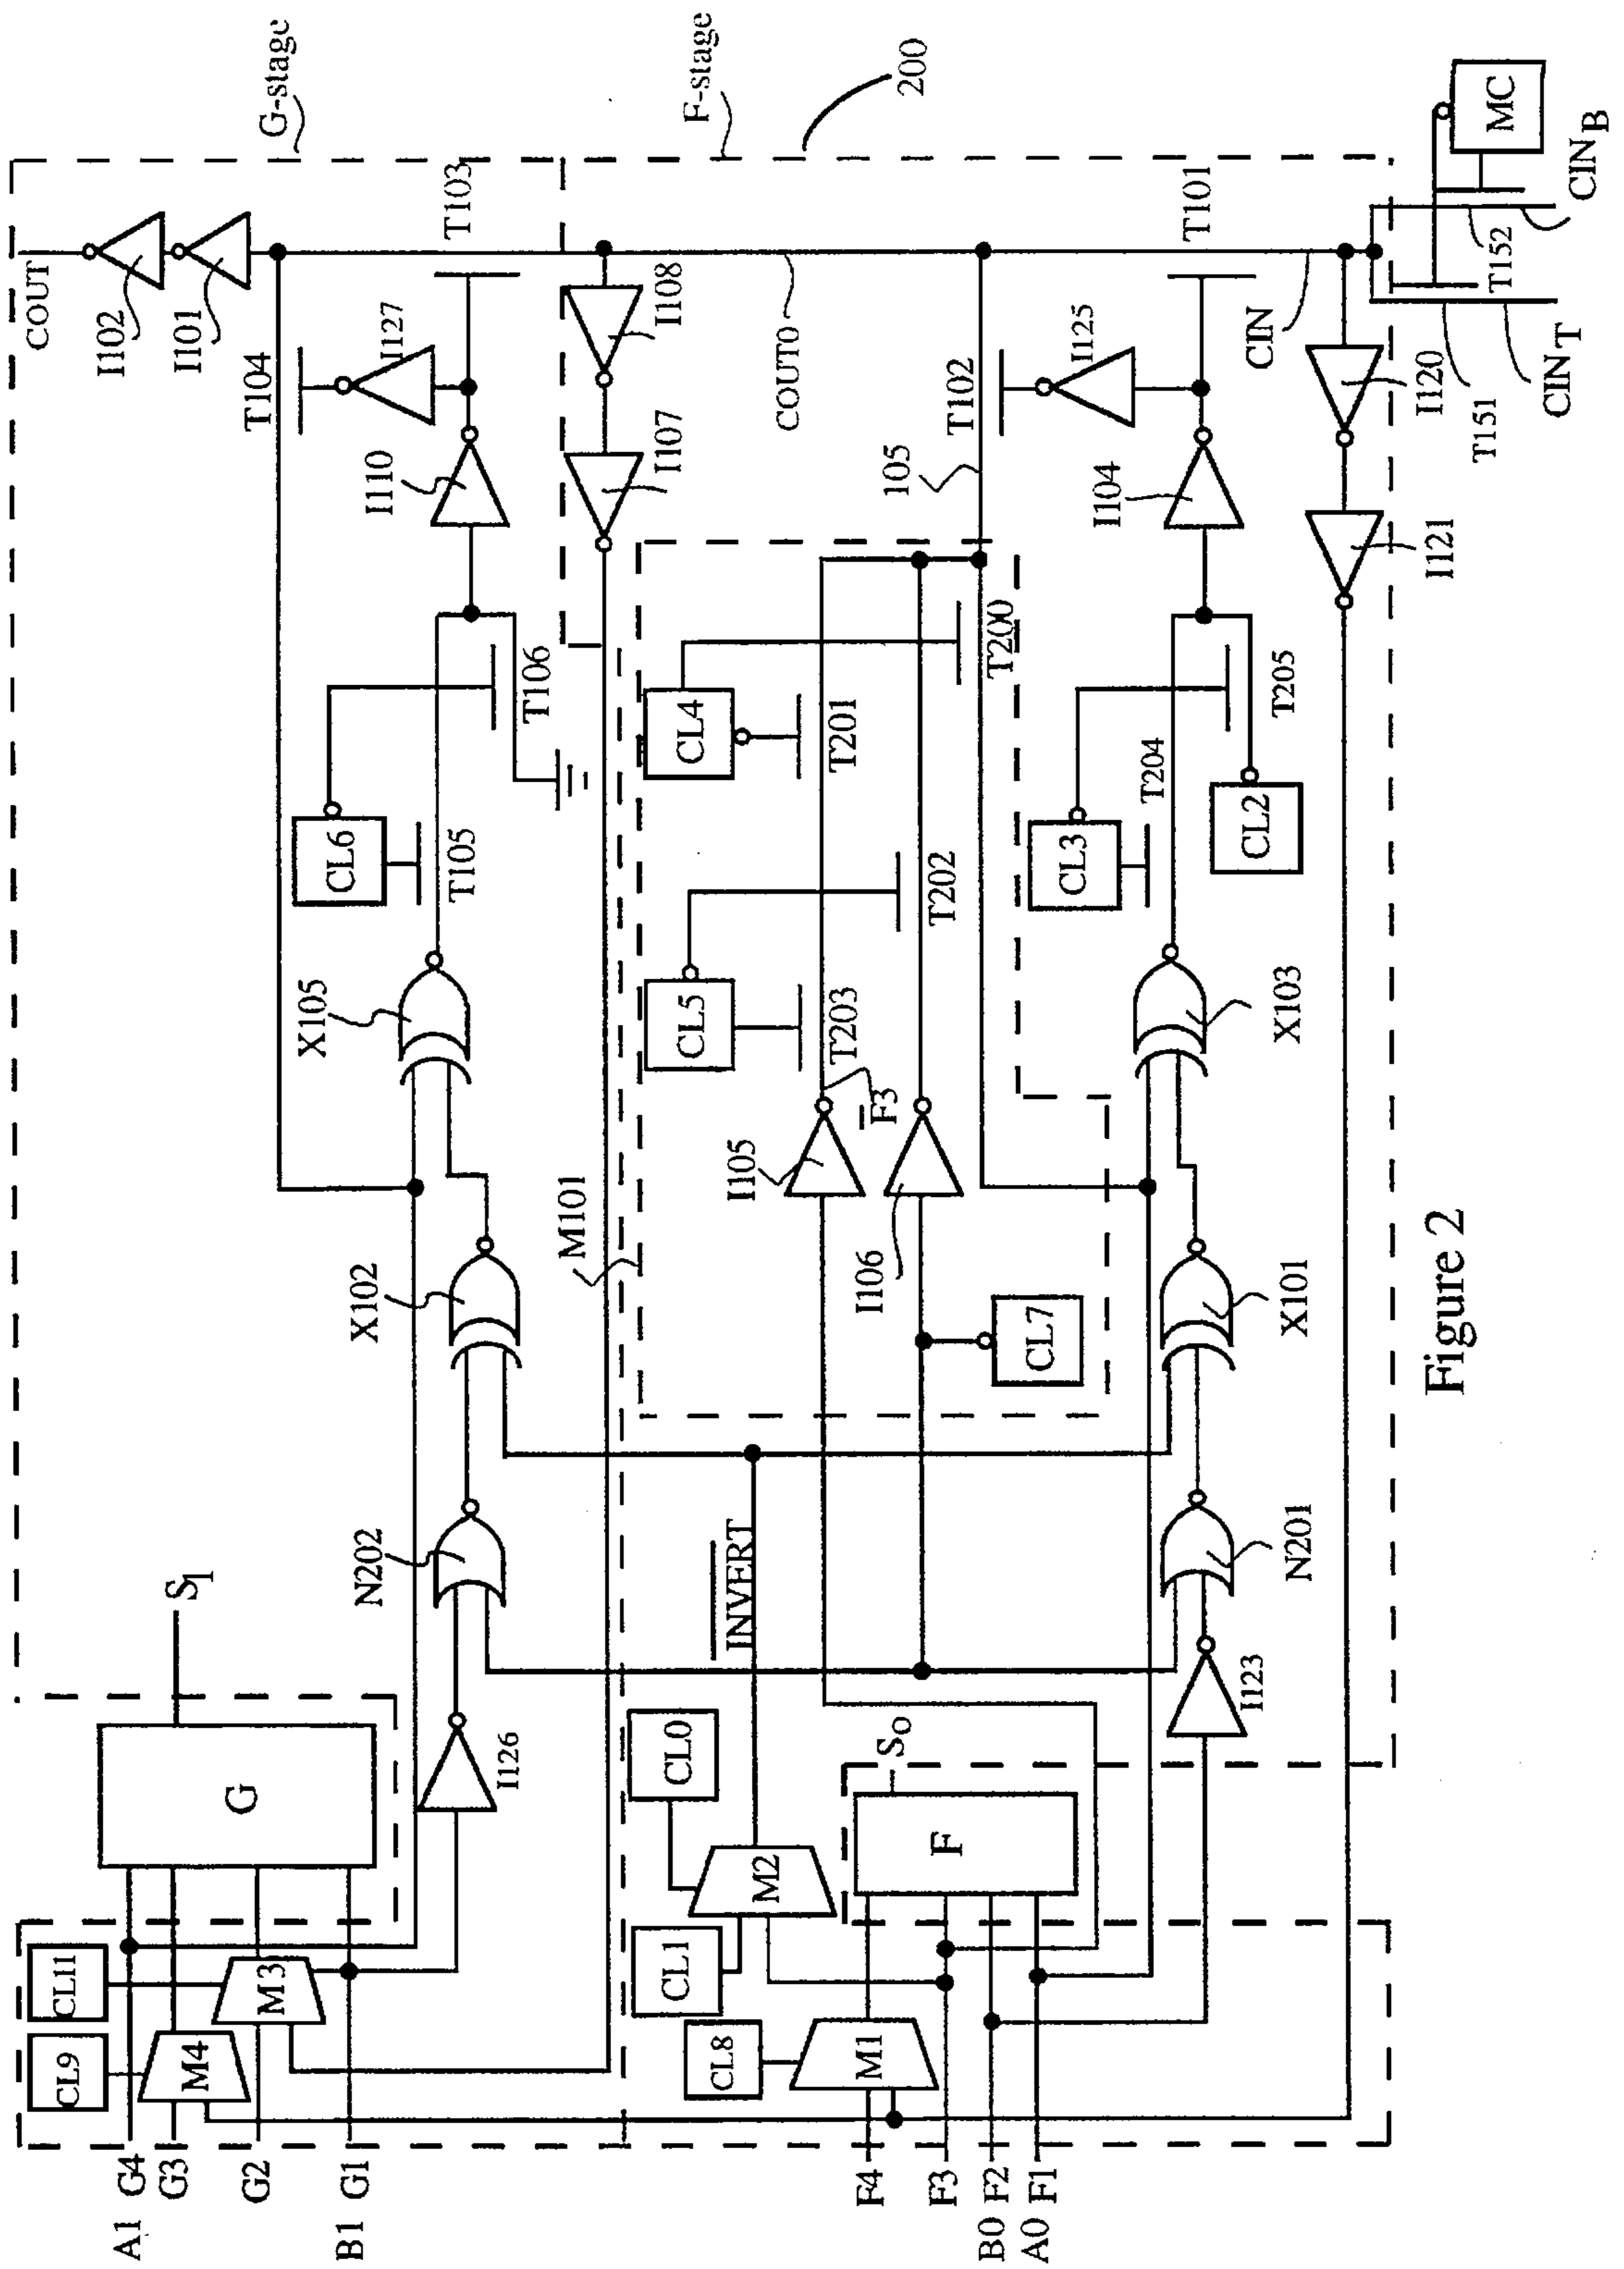 G-stage
F-stage
200
COUT
I102
I101
T103
T104
I127
I110
I108
I107
COUT0
105
T102
I125
T101
I104
CIN
I120
I121
T151
T152
MC
CIN_T
CIN_B
CL6
T106
T105
X105
CL4
T200
T201
CL5
T202
T203
F̅3̅
I105
I106
M101
CL7
CL3
T204
T205
CL2
X103
X102
X101
N202
N201
I̅N̅V̅E̅R̅T̅
S₁
G
I126
CL0
S₀
I123
M2
F
CL11
M3
CL1
CL9
M4
CL8
M1
A1 G4
G3
G2
B1 G1
F4
F3
B0 F2
A0 F1
Figure 2